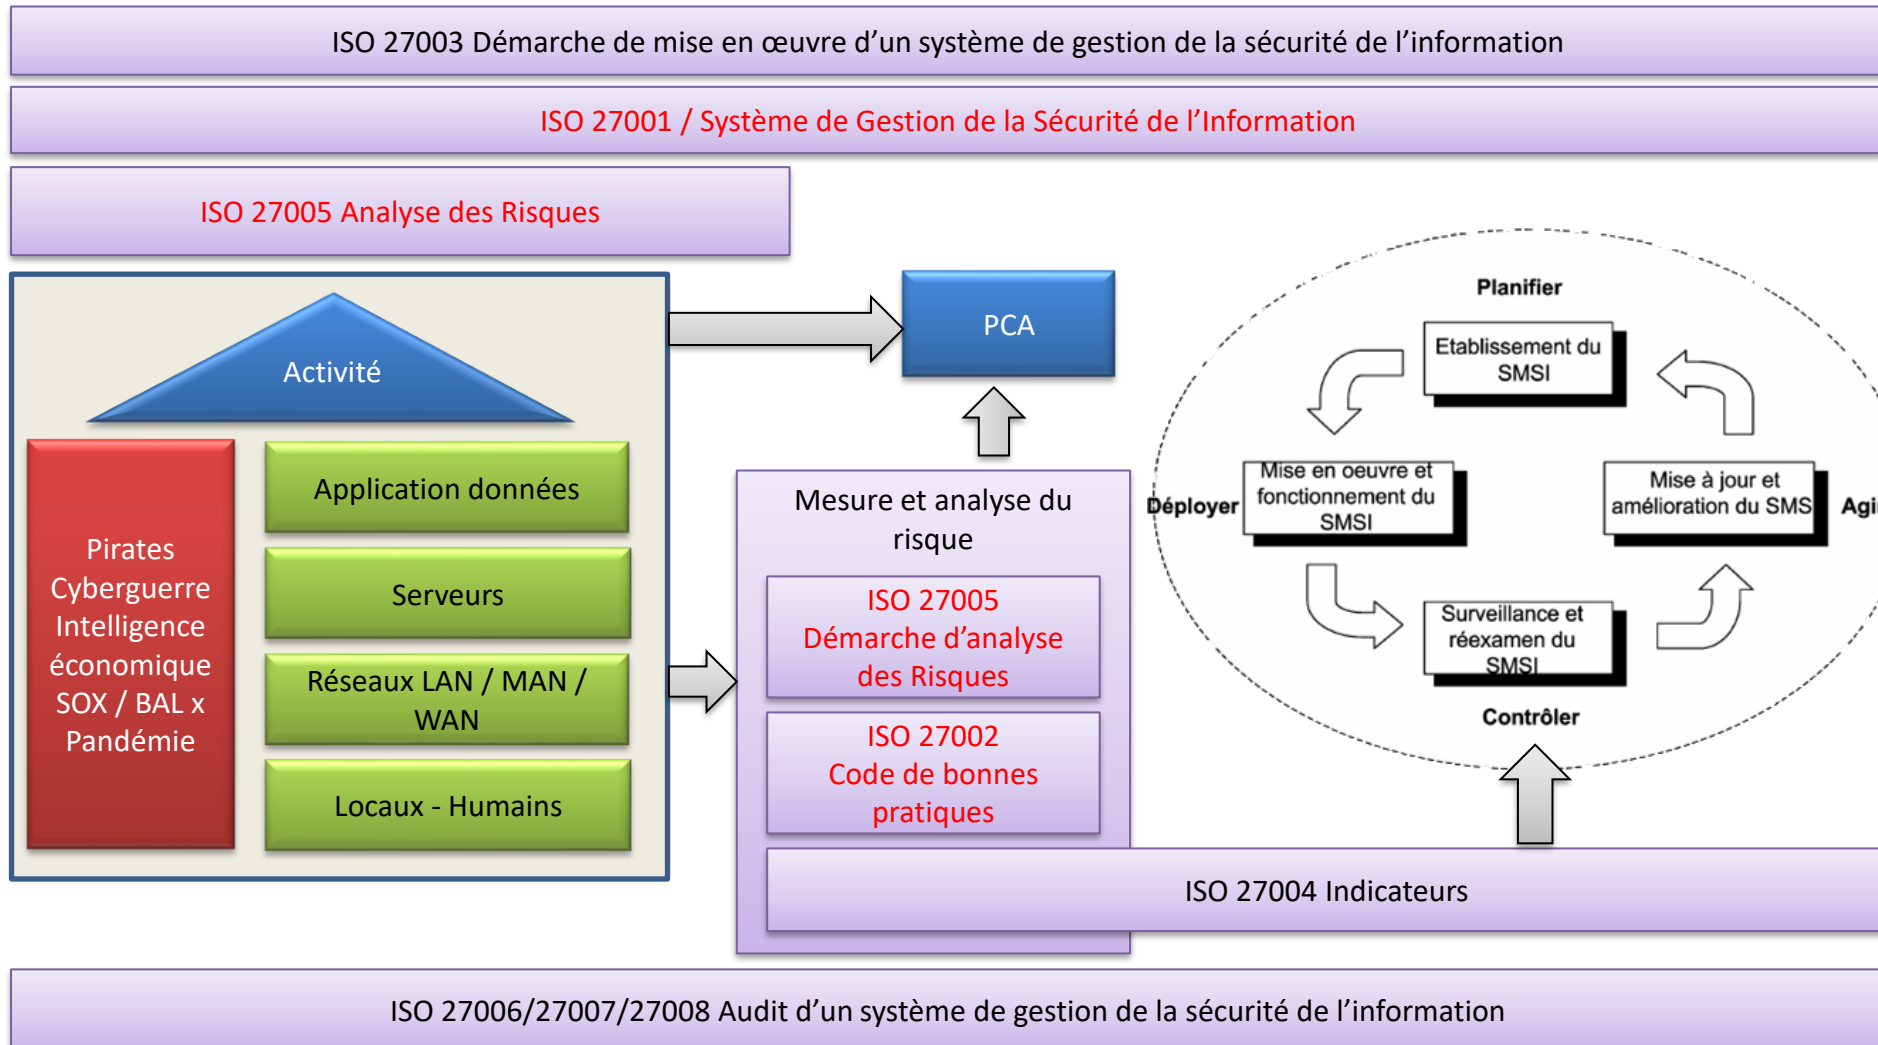 ISO 27003 Démarche de mise en œuvre d’un système de gestion de la sécurité de l’information
ISO 27001 / Système de Gestion de la Sécurité de l’Information
ISO 27005 Analyse des Risques
Activité
Pirates
Cyberguerre
Intelligence
économique
SOX / BAL x
Pandémie
Application données
Serveurs
Réseaux LAN / MAN /
WAN
Locaux - Humains
PCA
Mesure et analyse du
risque
ISO 27005
Démarche d’analyse
des Risques
ISO 27002
Code de bonnes
pratiques
ISO 27004 Indicateurs
Planifier
Etablissement du
SMSI
Déployer
Mise en oeuvre et
fonctionnement du
SMSI
Mise à jour et
amélioration du SMS
Agir
Surveillance et
réexamen du
SMSI
Contrôler
ISO 27006/27007/27008 Audit d’un système de gestion de la sécurité de l’information